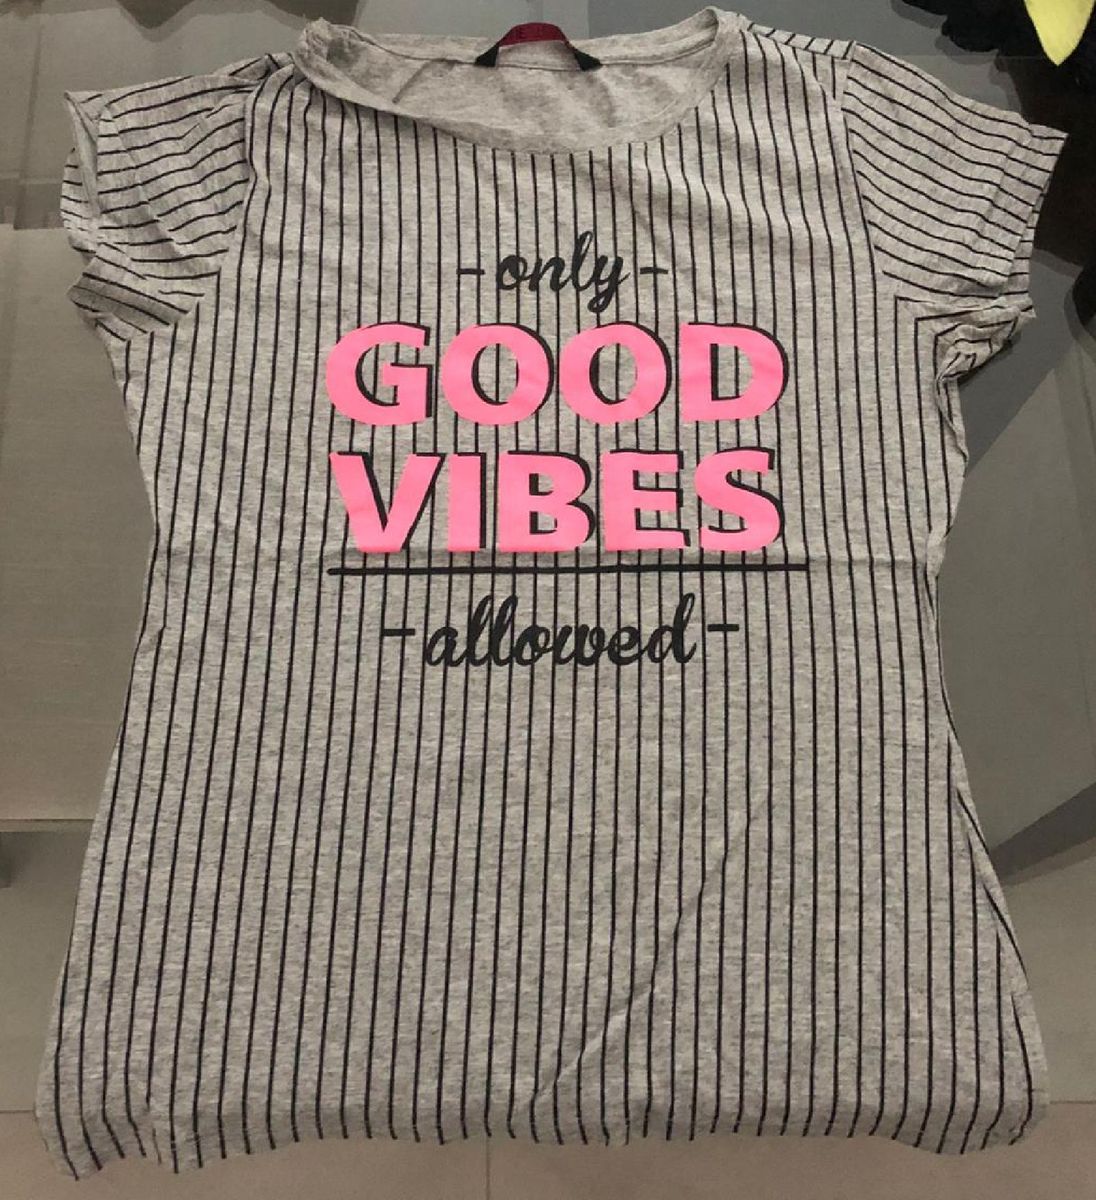 - only -
GOOD
VIBES
- allowed -